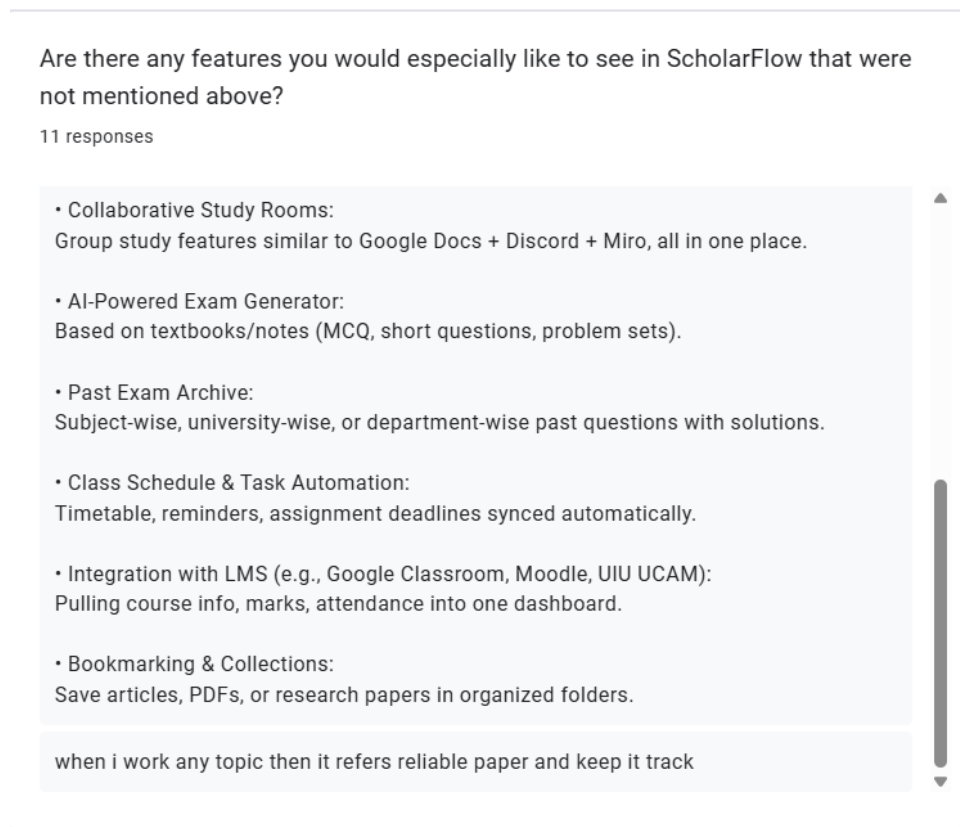 Are there any features you would especially like to see in ScholarFlow that were
not mentioned above?
11 responses
• Collaborative Study Rooms:
Group study features similar to Google Docs + Discord + Miro, all in one place.
• AI-Powered Exam Generator:
Based on textbooks/notes (MCQ, short questions, problem sets).
• Past Exam Archive:
Subject-wise, university-wise, or department-wise past questions with solutions.
• Class Schedule & Task Automation:
Timetable, reminders, assignment deadlines synced automatically.
• Integration with LMS (e.g., Google Classroom, Moodle, UIU UCAM):
Pulling course info, marks, attendance into one dashboard.
• Bookmarking & Collections:
Save articles, PDFs, or research papers in organized folders.
when i work any topic then it refers reliable paper and keep it track